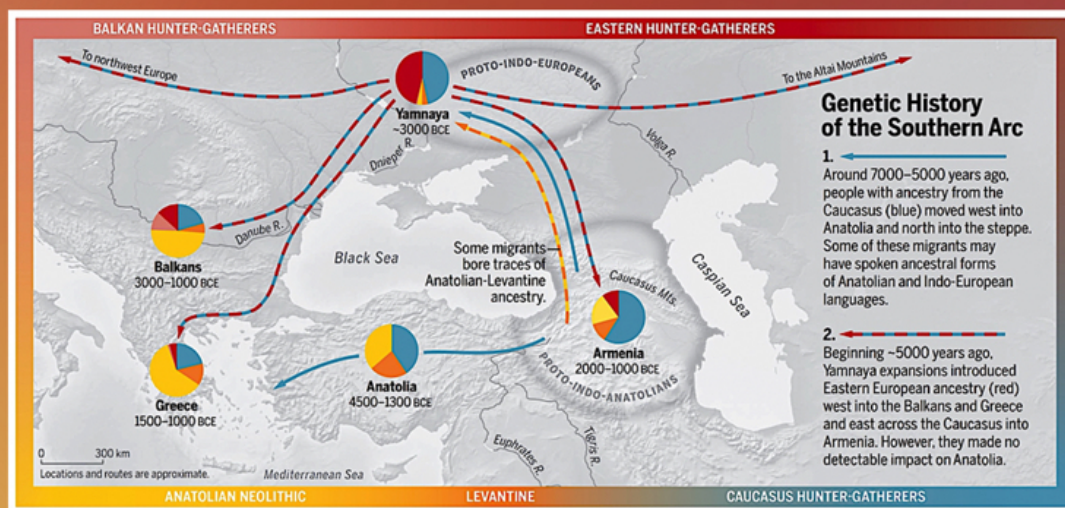 BALKAN HUNTER-GATHERERS
EASTERN HUNTER-GATHERERS
To northwest Europe
PROTO-INDO-EUROPEANS
To the Altai Mountains
Yamnaya
~3000 BCE
Dnieper R.
Volga R.
Danube R.
Balkans
3000–1000 BCE
Black Sea
Some migrants
bore traces of
Anatolian-Levantine
ancestry.
Caucasus Mts.
Caspian Sea
Armenia
2000–1000 BCE
PROTO-INDO-ANATOLIANS
Anatolia
4500–1300 BCE
Greece
1500–1000 BCE
Euphrates R.
Tigris R.
0 300 km
Locations and routes are approximate.
Mediterranean Sea
Genetic History
of the Southern Arc
1.
Around 7000–5000 years ago,
people with ancestry from the
Caucasus (blue) moved west into
Anatolia and north into the steppe.
Some of these migrants may
have spoken ancestral forms
of Anatolian and Indo-European
languages.
2.
Beginning ~5000 years ago,
Yamnaya expansions introduced
Eastern European ancestry (red)
west into the Balkans and Greece
and east across the Caucasus into
Armenia. However, they made no
detectable impact on Anatolia.
ANATOLIAN NEOLITHIC
LEVANTINE
CAUCASUS HUNTER-GATHERERS